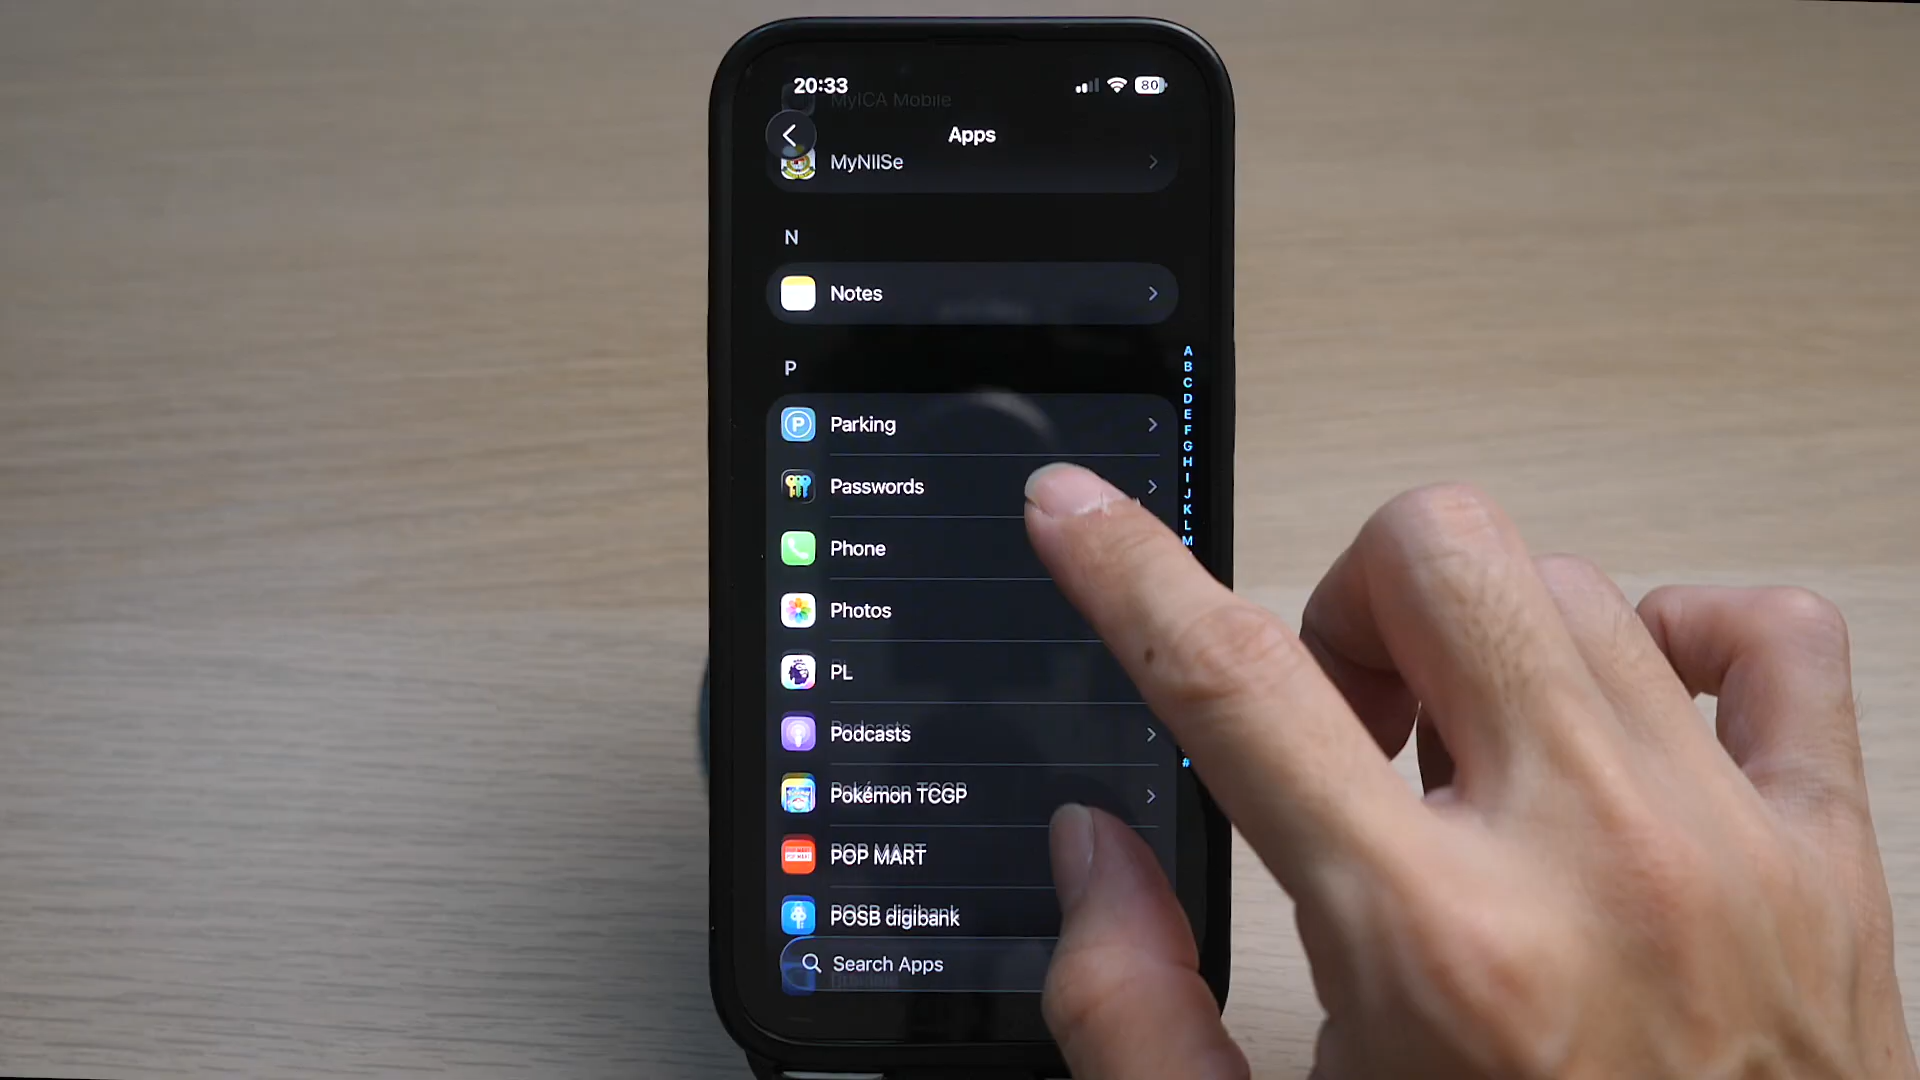 20:33
80
MyICA Mobile
Apps
MyNIISe
N
Notes
P
Parking
Passwords
Phone
Photos
PL
Podcasts
Pokémon TCGP
POP MART
POSB digibank
Search Apps
A
B
C
D
E
F
G
H
I
J
K
L
M
#